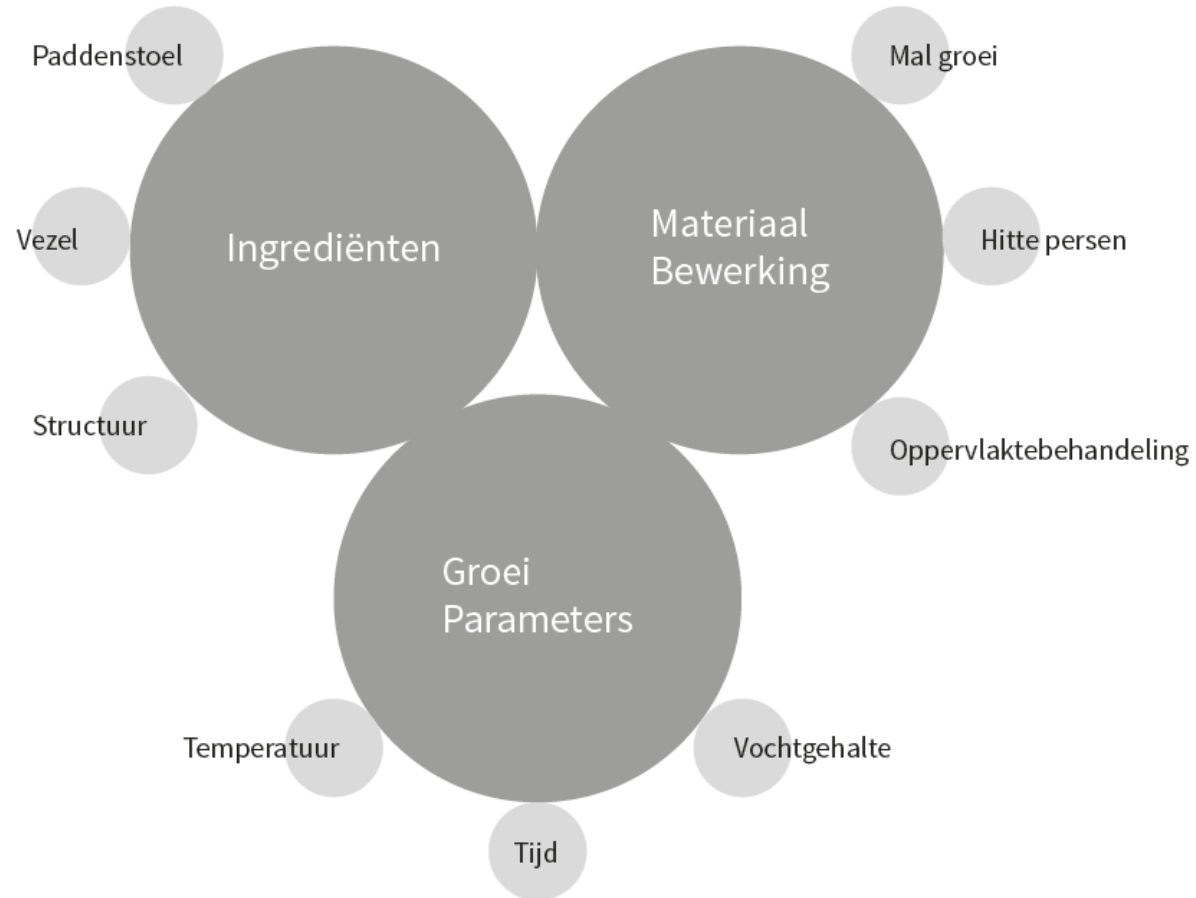 Paddenstoel
Mal groei
Vezel
Ingrediënten
Materiaal
Bewerking
Hitte persen
Structuur
Oppervlaktebehandeling
Groei
Parameters
Temperatuur
Vochtgehalte
Tijd